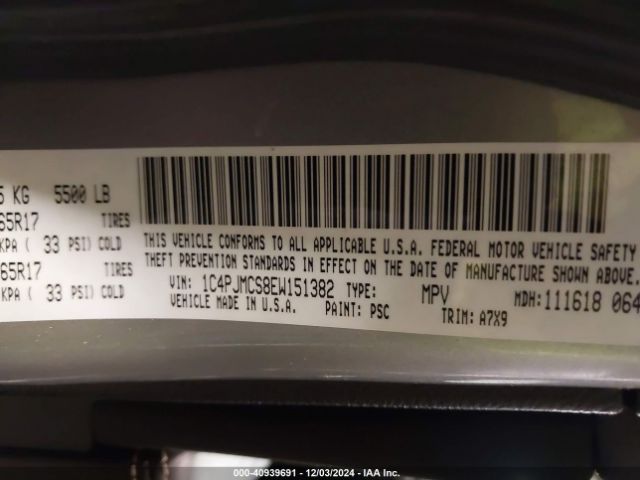 5 KG 5500 LB
65R17 TIRES
KPA ( 33 PSI) COLD
65R17 TIRES
KPA ( 33 PSI) COLD
THIS VEHICLE CONFORMS TO ALL APPLICABLE U.S.A. FEDERAL MOTOR VEHICLE SAFETY
THEFT PREVENTION STANDARDS IN EFFECT ON THE DATE OF MANUFACTURE SHOWN ABOVE.
VIN: 1C4PJMCS8EW151382 TYPE: MPV MDH: 111618 064
VEHICLE MADE IN U.S.A. PAINT: PSC TRIM: A7X9
000-40939691 - 12/03/2024 - IAA Inc.